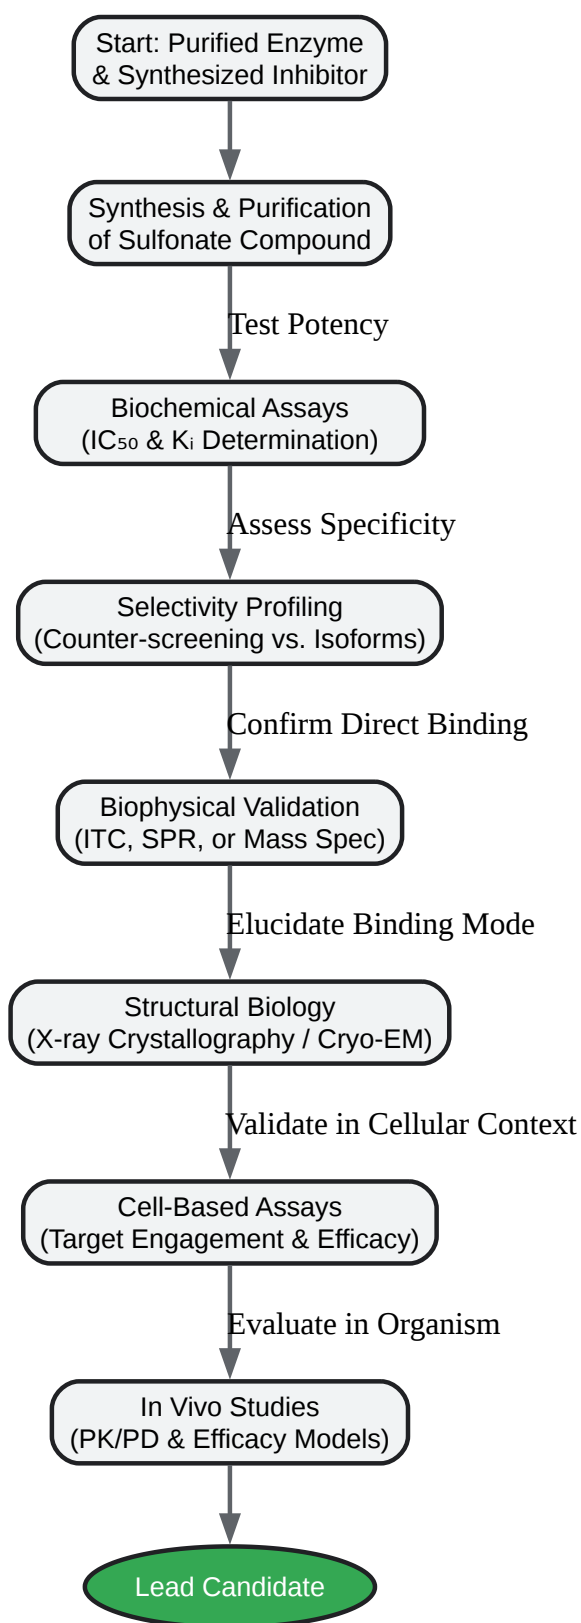 Start: Purified Enzyme
& Synthesized Inhibitor
Synthesis & Purification
of Sulfonate Compound
Test Potency
Biochemical Assays
(IC₅₀ & Kᵢ Determination)
Assess Specificity
Selectivity Profiling
(Counter-screening vs. Isoforms)
Confirm Direct Binding
Biophysical Validation
(ITC, SPR, or Mass Spec)
Elucidate Binding Mode
Structural Biology
(X-ray Crystallography / Cryo-EM)
Validate in Cellular Context
Cell-Based Assays
(Target Engagement & Efficacy)
Evaluate in Organism
In Vivo Studies
(PK/PD & Efficacy Models)
Lead Candidate